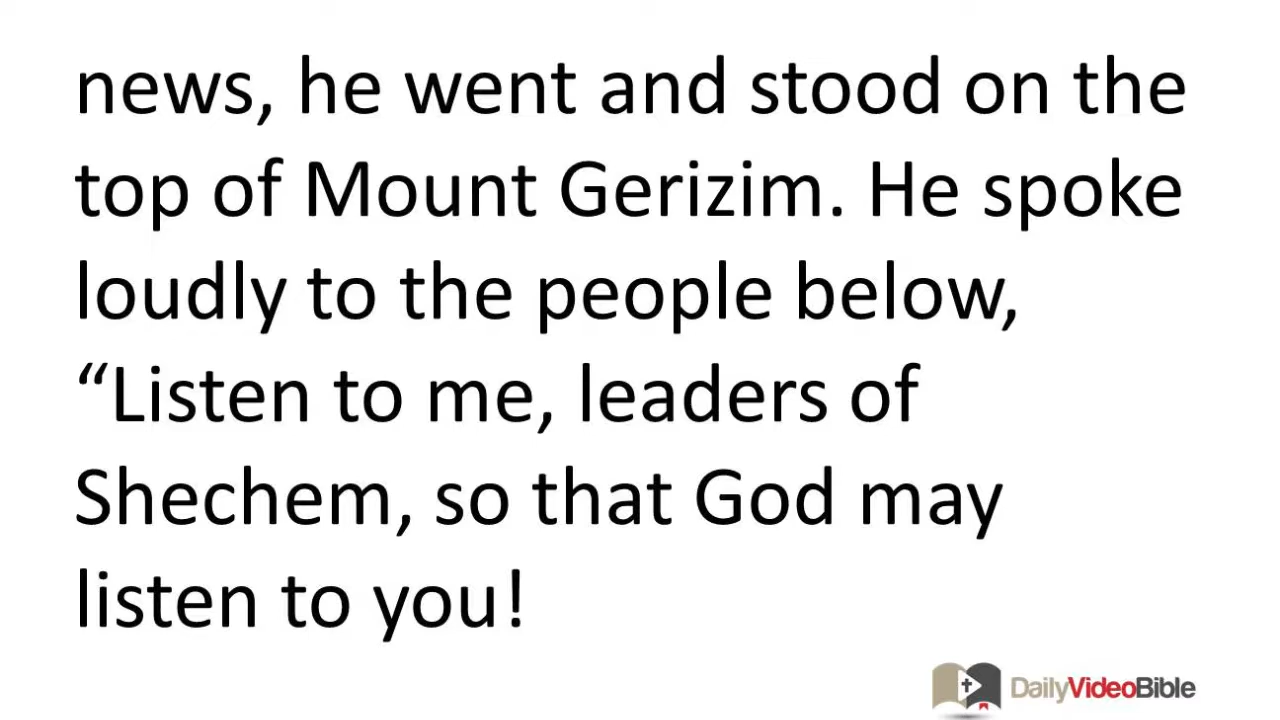 news, he went and stood on the
top of Mount Gerizim. He spoke
loudly to the people below,
“Listen to me, leaders of
Shechem, so that God may
listen to you!
DailyVideoBible